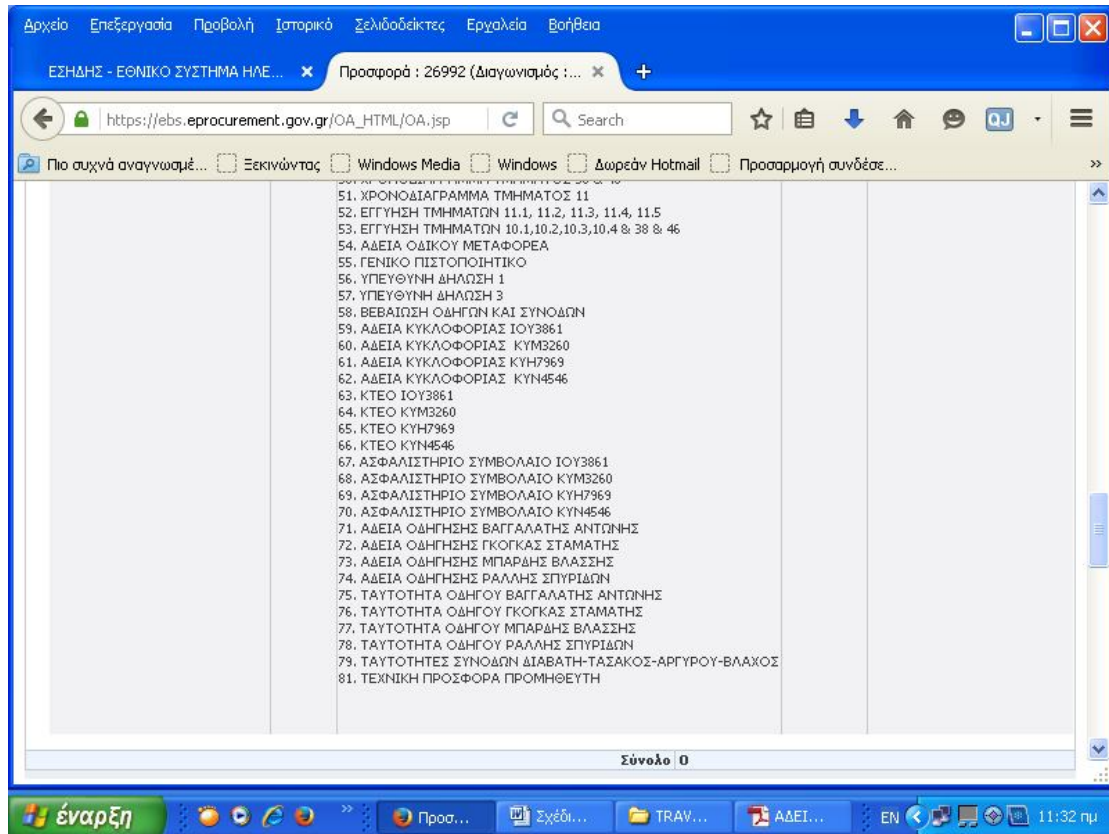 Αρχείο Επεξεργασία Προβολή Ιστορικό Σελιδοδείκτες Εργαλεία Βοήθεια
ΕΣΗΔΗΣ - ΕΘΝΙΚΟ ΣΥΣΤΗΜΑ ΗΛΕ... Προσφορά : 26992 (Διαγωνισμός :...
https://ebs.eprocurement.gov.gr/OA_HTML/OA.jsp Search QJ
Πιο συχνά αναγνωσμέ... Ξεκινώντας Windows Media Windows Δωρεάν Hotmail Προσαρμογή συνδέσε...
51. ΧΡΟΝΟΔΙΑΓΡΑΜΜΑ ΤΜΗΜΑΤΟΣ 11
52. ΕΓΓΥΗΣΗ ΤΜΗΜΑΤΩΝ 11.1, 11.2, 11.3, 11.4, 11.5
53. ΕΓΓΥΗΣΗ ΤΜΗΜΑΤΩΝ 10.1,10.2,10.3,10.4 & 38 & 46
54. ΑΔΕΙΑ ΟΔΙΚΟΥ ΜΕΤΑΦΟΡΕΑ
55. ΓΕΝΙΚΟ ΠΙΣΤΟΠΟΙΗΤΙΚΟ
56. ΥΠΕΥΘΥΝΗ ΔΗΛΩΣΗ 1
57. ΥΠΕΥΘΥΝΗ ΔΗΛΩΣΗ 3
58. ΒΕΒΑΙΩΣΗ ΟΔΗΓΩΝ ΚΑΙ ΣΥΝΟΔΩΝ
59. ΑΔΕΙΑ ΚΥΚΛΟΦΟΡΙΑΣ ΙΟΥ3861
60. ΑΔΕΙΑ ΚΥΚΛΟΦΟΡΙΑΣ ΚΥΜ3260
61. ΑΔΕΙΑ ΚΥΚΛΟΦΟΡΙΑΣ ΚΥΗ7969
62. ΑΔΕΙΑ ΚΥΚΛΟΦΟΡΙΑΣ ΚΥΝ4546
63. ΚΤΕΟ ΙΟΥ3861
64. ΚΤΕΟ ΚΥΜ3260
65. ΚΤΕΟ ΚΥΗ7969
66. ΚΤΕΟ ΚΥΝ4546
67. ΑΣΦΑΛΙΣΤΗΡΙΟ ΣΥΜΒΟΛΑΙΟ ΙΟΥ3861
68. ΑΣΦΑΛΙΣΤΗΡΙΟ ΣΥΜΒΟΛΑΙΟ ΚΥΜ3260
69. ΑΣΦΑΛΙΣΤΗΡΙΟ ΣΥΜΒΟΛΑΙΟ ΚΥΗ7969
70. ΑΣΦΑΛΙΣΤΗΡΙΟ ΣΥΜΒΟΛΑΙΟ ΚΥΝ4546
71. ΑΔΕΙΑ ΟΔΗΓΗΣΗΣ ΒΑΓΓΑΛΑΤΗΣ ΑΝΤΩΝΗΣ
72. ΑΔΕΙΑ ΟΔΗΓΗΣΗΣ ΓΚΟΓΚΑΣ ΣΤΑΜΑΤΗΣ
73. ΑΔΕΙΑ ΟΔΗΓΗΣΗΣ ΜΠΑΡΔΗΣ ΒΛΑΣΣΗΣ
74. ΑΔΕΙΑ ΟΔΗΓΗΣΗΣ ΡΑΛΛΗΣ ΣΠΥΡΙΔΩΝ
75. ΤΑΥΤΟΤΗΤΑ ΟΔΗΓΟΥ ΒΑΓΓΑΛΑΤΗΣ ΑΝΤΩΝΗΣ
76. ΤΑΥΤΟΤΗΤΑ ΟΔΗΓΟΥ ΓΚΟΓΚΑΣ ΣΤΑΜΑΤΗΣ
77. ΤΑΥΤΟΤΗΤΑ ΟΔΗΓΟΥ ΜΠΑΡΔΗΣ ΒΛΑΣΣΗΣ
78. ΤΑΥΤΟΤΗΤΑ ΟΔΗΓΟΥ ΡΑΛΛΗΣ ΣΠΥΡΙΔΩΝ
79. ΤΑΥΤΟΤΗΤΕΣ ΣΥΝΟΔΩΝ ΔΙΑΒΑΤΗ-ΤΑΣΑΚΟΣ-ΑΡΓΥΡΟΥ-ΒΛΑΧΟΣ
81. ΤΕΧΝΙΚΗ ΠΡΟΣΦΟΡΑ ΠΡΟΜΗΘΕΥΤΗ
Σύνολο 0
έναρξη Προσ... Σχέδι... TRAV... ΑΔΕΙ... EN 11:32 πμ